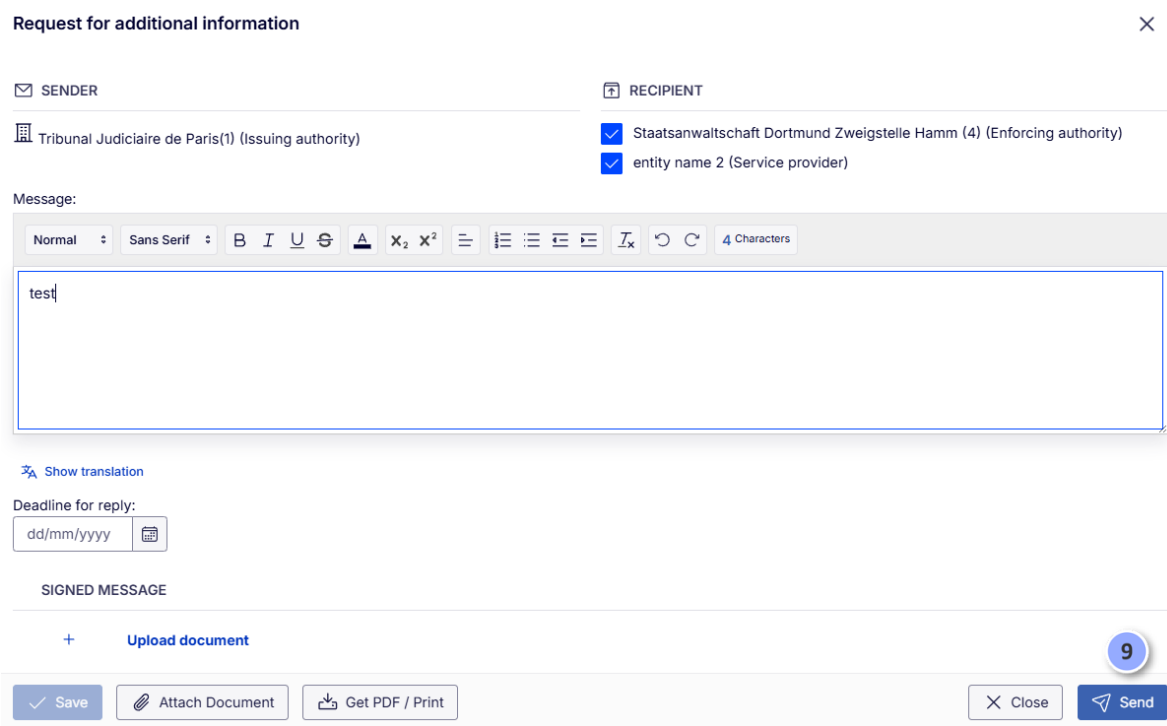 Request for additional information
SENDER
Tribunal Judiciaire de Paris(1) (Issuing authority)
RECIPIENT
Staatsanwaltschaft Dortmund Zweigstelle Hamm (4) (Enforcing authority)
entity name 2 (Service provider)
Message:
Normal Sans Serif B I U S A X₂ X² Tx 4 Characters
test
Show translation
Deadline for reply:
dd/mm/yyyy
SIGNED MESSAGE
+ Upload document
9
Save Attach Document Get PDF / Print Close Send